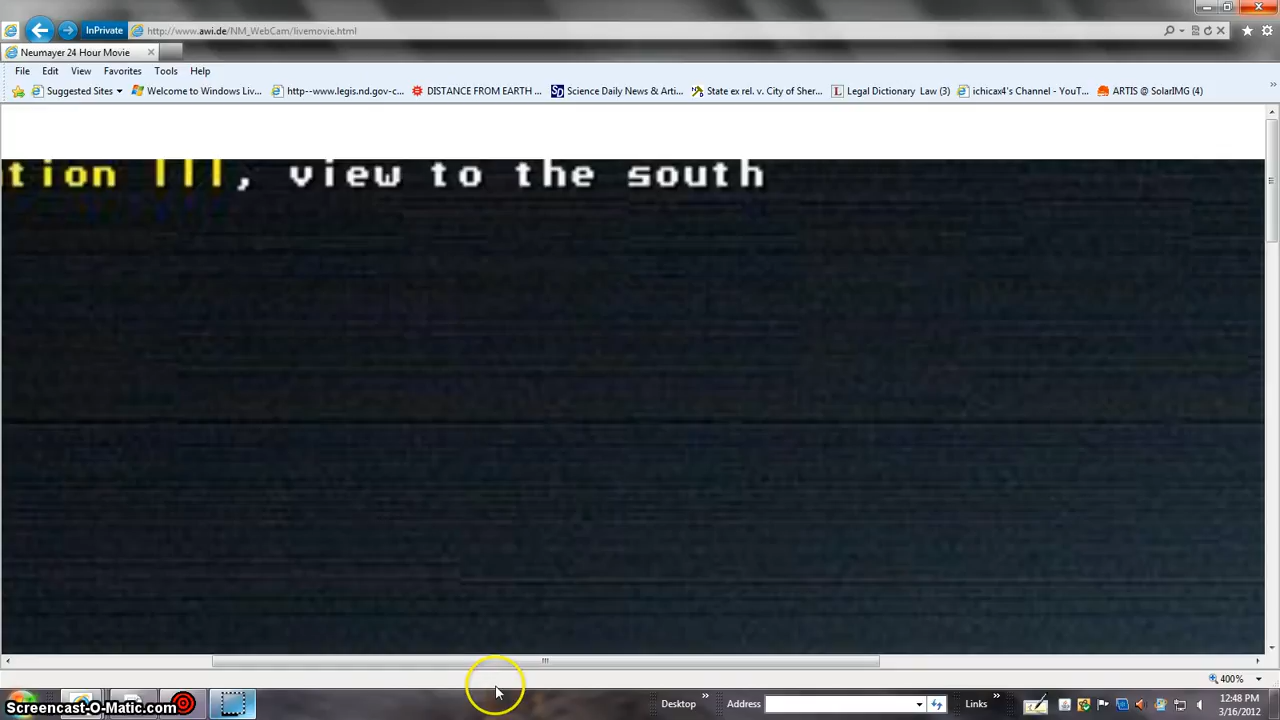 InPrivate http://www.awi.de/NM_WebCam/livemovie.html
Neumayer 24 Hour Movie
File Edit View Favorites Tools Help
Suggested Sites Welcome to Windows Liv... http--www.legis.nd.gov-c... DISTANCE FROM EARTH ... Science Daily News & Arti... State ex rel. v. City of Sher... Legal Dictionary Law (3) ichicax4's Channel - YouT... ARTIS @ SolarIMG (4)
tion III, view to the south
400%
Desktop Address Links 12:48 PM
3/16/2012
Screencast-O-Matic.com